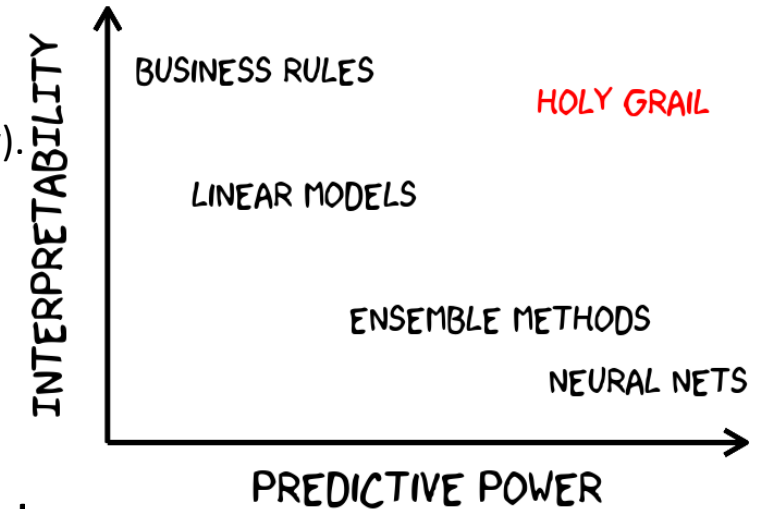 BUSINESS RULES
HOLY GRAIL
).
INTERPRETABILITY
LINEAR MODELS
ENSEMBLE METHODS
NEURAL NETS
PREDICTIVE POWER